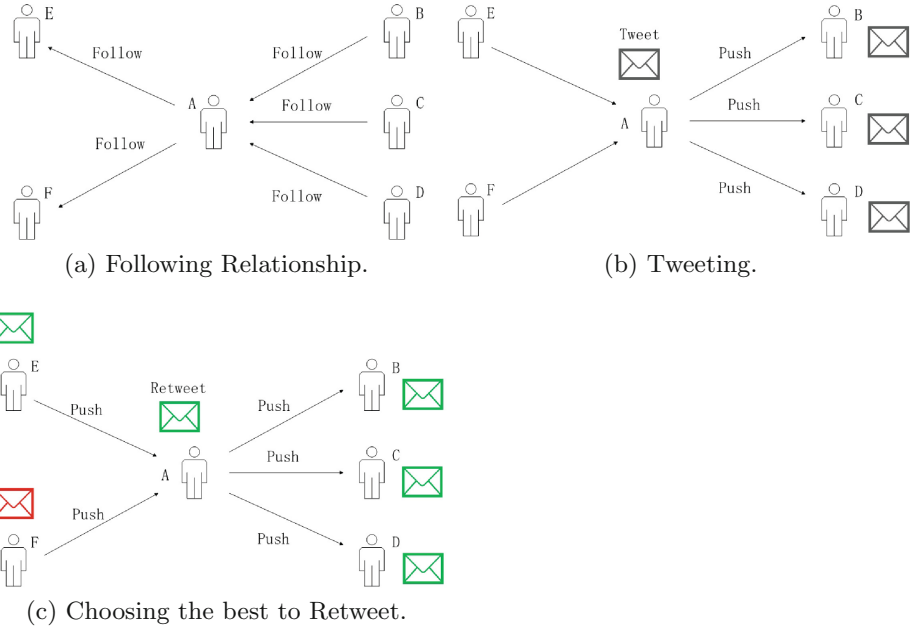 E
B
Follow
Follow
A
Follow
C
Follow
Follow
F
D
(a) Following Relationship.
E
B
Tweet
Push
A
Push
C
Push
F
D
(b) Tweeting.
E
B
Retweet
Push
Push
A
Push
C
Push
Push
F
D
(c) Choosing the best to Retweet.